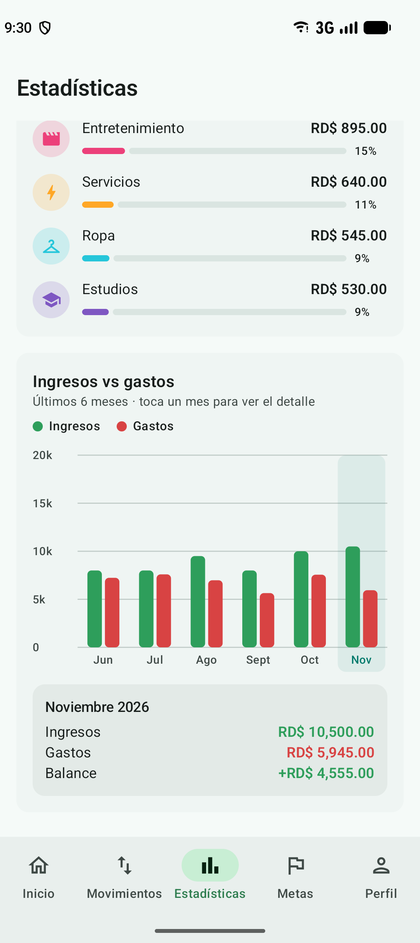 9:30 3G
Estadísticas
Entretenimiento RD$ 895.00
15%
Servicios RD$ 640.00
11%
Ropa RD$ 545.00
9%
Estudios RD$ 530.00
9%
Ingresos vs gastos
Últimos 6 meses · toca un mes para ver el detalle
Ingresos Gastos
20k
15k
10k
5k
0
Jun Jul Ago Sept Oct Nov
Noviembre 2026
Ingresos RD$ 10,500.00
Gastos RD$ 5,945.00
Balance +RD$ 4,555.00
Inicio Movimientos Estadísticas Metas Perfil